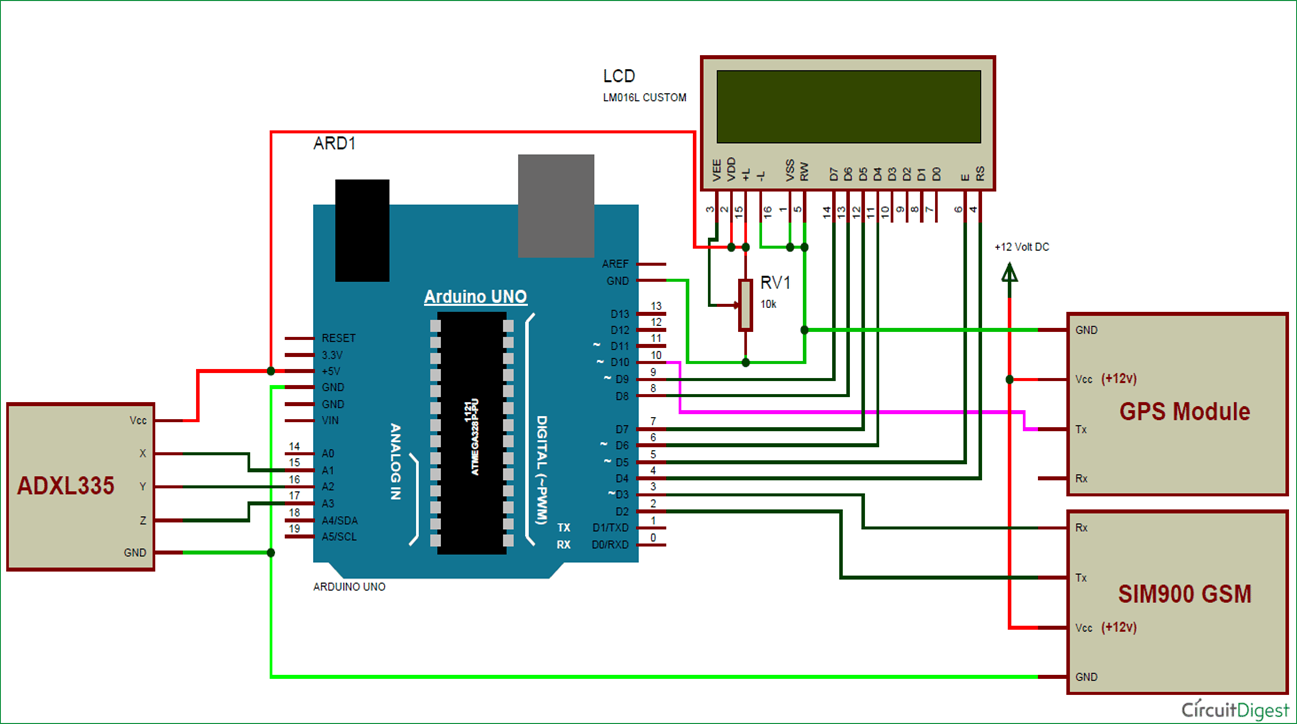 LCD
LM016L CUSTOM
VEE VDD +L -L VSS RW D7 D6 D5 D4 D3 D2 D1 D0 E RS
3 2 15 16 1 5 14 13 12 11 10 9 8 7 6 4
ARD1
RV1
10k
+12 Volt DC
Arduino UNO
AREF
GND
D13 13
D12 12
~ D11 11
~ D10 10
~ D9 9
D8 8
D7 7
~ D6 6
~ D5 5
D4 4
~D3 3
D2 2
TX D1/TXD 1
RX D0/RXD 0
RESET
3.3V
+5V
GND
GND
VIN
14 A0
15 A1
16 A2
17 A3
18 A4/SDA
19 A5/SCL
ANALOG IN
1121
ATMEGA328P-PU
DIGITAL (~PWM)
ARDUINO UNO
ADXL335
Vcc
X
Y
Z
GND
GPS Module
GND
Vcc (+12v)
Tx
Rx
SIM900 GSM
Rx
Tx
Vcc (+12v)
GND
CircuitDigest